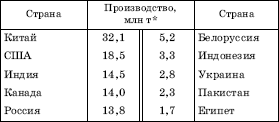 Страна Производство, млн т* Страна
Китай 32,1 5,2 Белоруссия
США 18,5 3,3 Индонезия
Индия 14,5 2,8 Украина
Канада 14,0 2,3 Пакистан
Россия 13,8 1,7 Египет